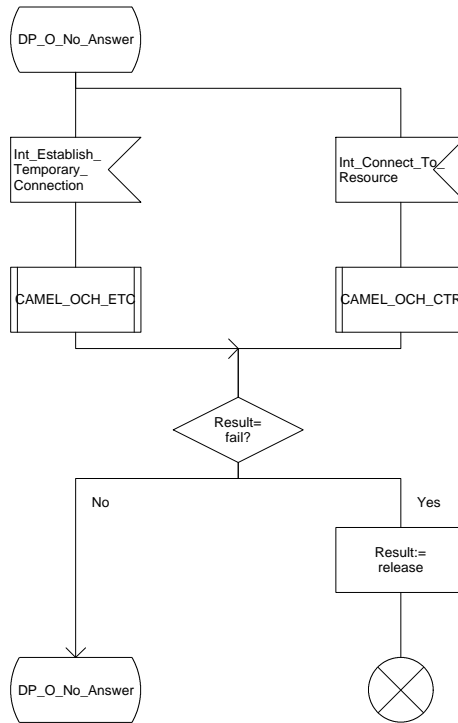 DP_O_No_Answer
Int_Establish_
Temporary_
Connection
Int_Connect_To_
Resource
CAMEL_OCH_ETC
CAMEL_OCH_CTR
Result=
fail?
No
Yes
Result:=
release
DP_O_No_Answer